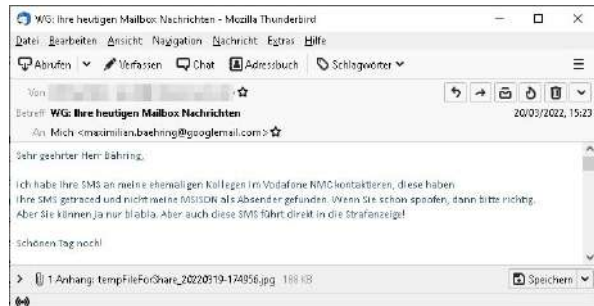 WG: Ihre heutigen Mailbox Nachrichten - Mozilla Thunderbird
Datei Bearbeiten Ansicht Navigation Nachricht Extras Hilfe
Abrufen Verfassen Chat Adressbuch Schlagwörter
Von
Betreff WG: Ihre heutigen Mailbox Nachrichten 20/03/2022, 15:23
An Mich <maximilian.baehring@googlemail.com>
Sehr geehrter Herr Bähring,
ich habe Ihre SMS an meine ehemaligen Kollegen im Vodafone NMC kontaktieren, diese haben
Ihre SMS getraced und nicht meine MSISDN als Absender gefunden. Wenn Sie schon spoofen, dann bitte richtig.
Aber Sie können ja nur blabla. Aber auch diese SMS führt direkt in die Strafanzeige!
Schönen Tag noch!
1 Anhang: tempFileForShare_20220319-174956.jpg 188 KB Speichern